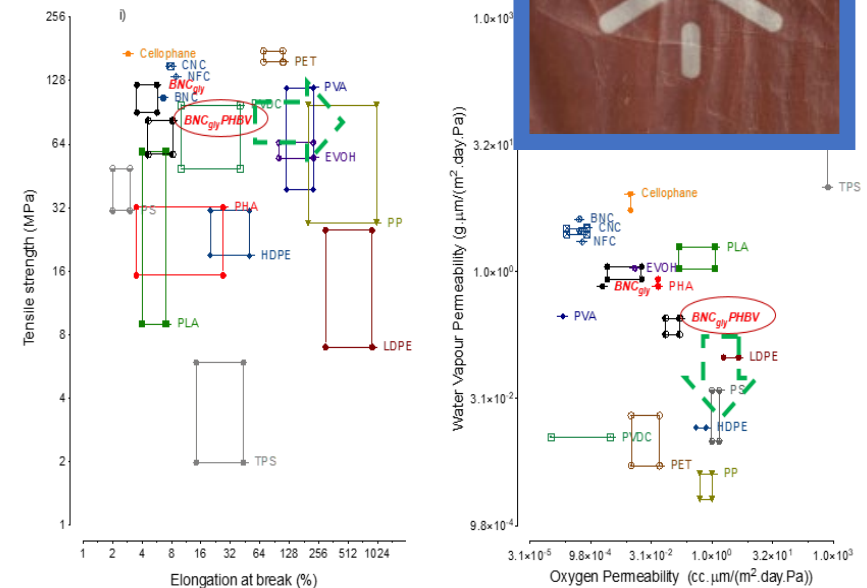 i)
256
128
64
32
16
8
4
2
1
Tensile strength (MPa)
Cellophane
CNC
NFC
BNCgly
BNC
PET
PVA
PVDC
BNCglyPHBV
EVOH
PS
PHA
PP
HDPE
PLA
LDPE
TPS
1 2 4 8 16 32 64 128 256 512 1024
Elongation at break (%)
1.0×10³
3.2×10¹
1.0×10⁰
3.1×10⁻²
9.8×10⁻⁴
Water Vapour Permeability (g.µm/(m².day.Pa))
TPS
Cellophane
BNC
CNC
NFC
PLA
EVOH
BNCgly
PHA
PVA
BNCglyPHBV
LDPE
PS
HDPE
PVDC
PET
PP
3.1×10⁻⁵ 9.8×10⁻⁴ 3.1×10⁻² 1.0×10⁰ 3.2×10¹ 1.0×10³
Oxygen Permeability (cc.µm/(m².day.Pa))